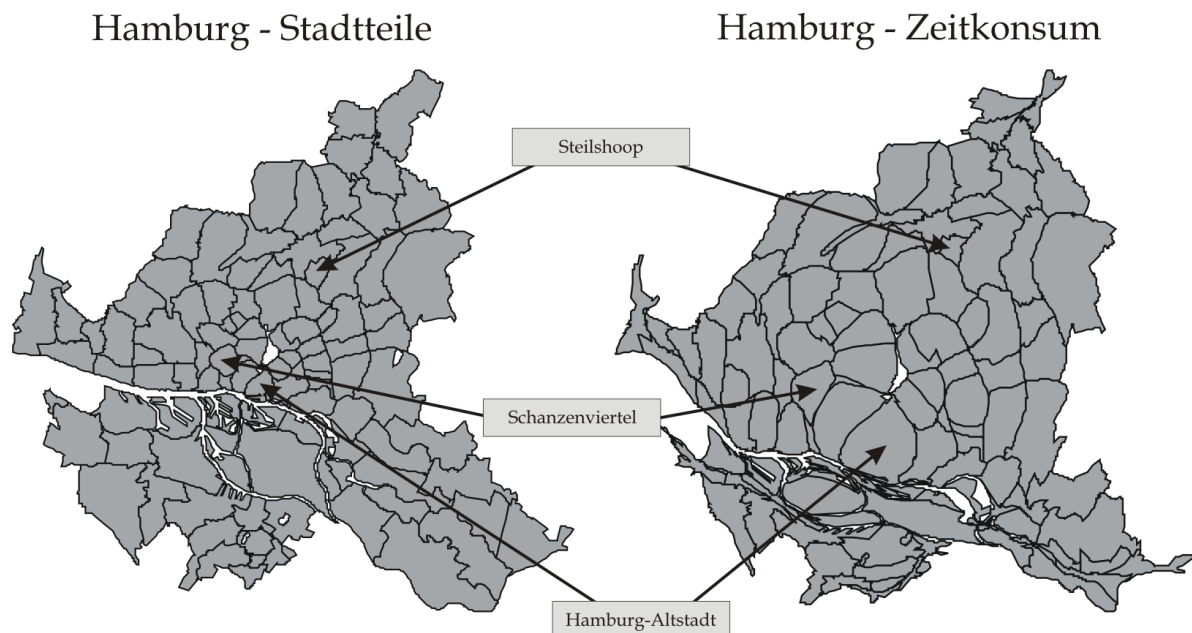 Hamburg - Stadtteile
Hamburg - Zeitkonsum
Steilshoop
Schanzenviertel
Hamburg-Altstadt